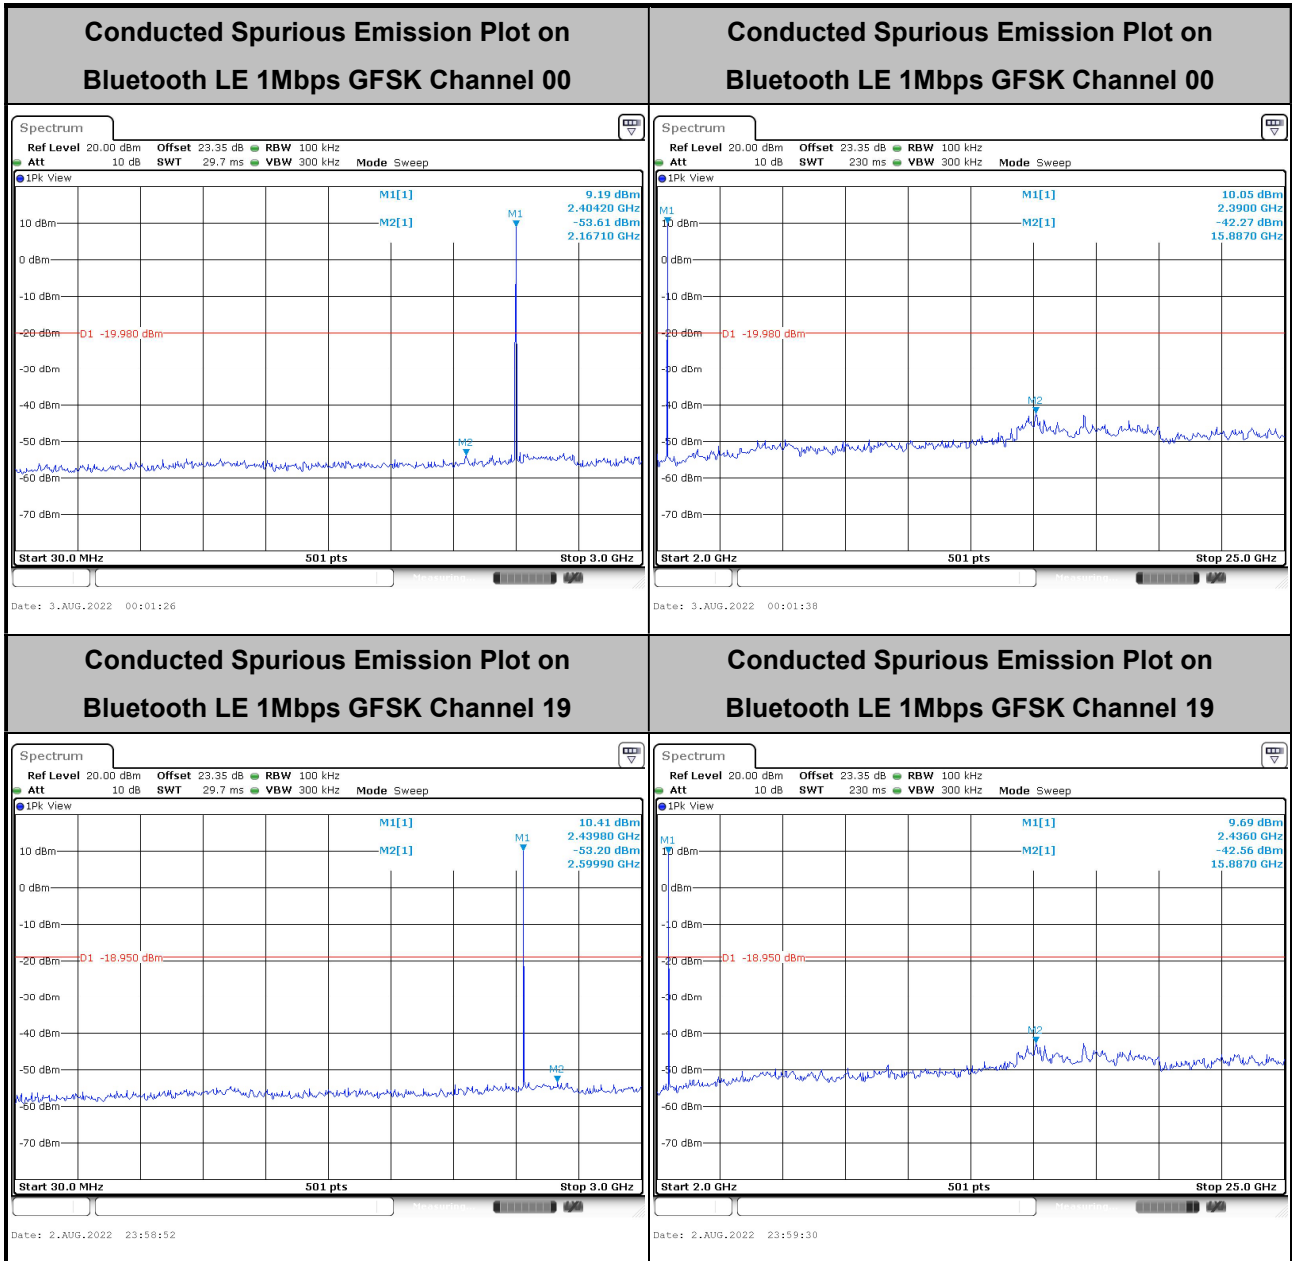 Conducted Spurious Emission Plot on
Bluetooth LE 1Mbps GFSK Channel 00
Spectrum
Ref Level 20.00 dBm Offset 23.35 dB RBW 100 kHz
Att 10 dB SWT 29.7 ms VBW 300 kHz Mode Sweep
1Pk View
M1[1] 9.19 dBm
2.40420 GHz
M2[1] -53.61 dBm
2.16710 GHz
M1
10 dBm
0 dBm
-10 dBm
-20 dBm
D1 -19.980 dBm
-30 dBm
-40 dBm
M2
-50 dBm
-60 dBm
-70 dBm
Start 30.0 MHz 501 pts Stop 3.0 GHz
Measuring...
Date: 3.AUG.2022 00:01:26
Conducted Spurious Emission Plot on
Bluetooth LE 1Mbps GFSK Channel 00
Spectrum
Ref Level 20.00 dBm Offset 23.35 dB RBW 100 kHz
Att 10 dB SWT 230 ms VBW 300 kHz Mode Sweep
1Pk View
M1[1] 10.05 dBm
2.3900 GHz
M2[1] -42.27 dBm
15.8870 GHz
M1
10 dBm
0 dBm
-10 dBm
-20 dBm
D1 -19.980 dBm
-30 dBm
-40 dBm
M2
-50 dBm
-60 dBm
-70 dBm
Start 2.0 GHz 501 pts Stop 25.0 GHz
Measuring...
Date: 3.AUG.2022 00:01:38
Conducted Spurious Emission Plot on
Bluetooth LE 1Mbps GFSK Channel 19
Spectrum
Ref Level 20.00 dBm Offset 23.35 dB RBW 100 kHz
Att 10 dB SWT 29.7 ms VBW 300 kHz Mode Sweep
1Pk View
M1[1] 10.41 dBm
2.43980 GHz
M2[1] -53.20 dBm
2.59990 GHz
M1
10 dBm
0 dBm
-10 dBm
D1 -18.950 dBm
-20 dBm
-30 dBm
-40 dBm
-50 dBm
M2
-60 dBm
-70 dBm
Start 30.0 MHz 501 pts Stop 3.0 GHz
Measuring...
Date: 2.AUG.2022 23:58:52
Conducted Spurious Emission Plot on
Bluetooth LE 1Mbps GFSK Channel 19
Spectrum
Ref Level 20.00 dBm Offset 23.35 dB RBW 100 kHz
Att 10 dB SWT 230 ms VBW 300 kHz Mode Sweep
1Pk View
M1[1] 9.69 dBm
2.4360 GHz
M2[1] -42.56 dBm
15.8870 GHz
M1
10 dBm
0 dBm
-10 dBm
D1 -18.950 dBm
-20 dBm
-30 dBm
-40 dBm
M2
-50 dBm
-60 dBm
-70 dBm
Start 2.0 GHz 501 pts Stop 25.0 GHz
Measuring...
Date: 2.AUG.2022 23:59:30